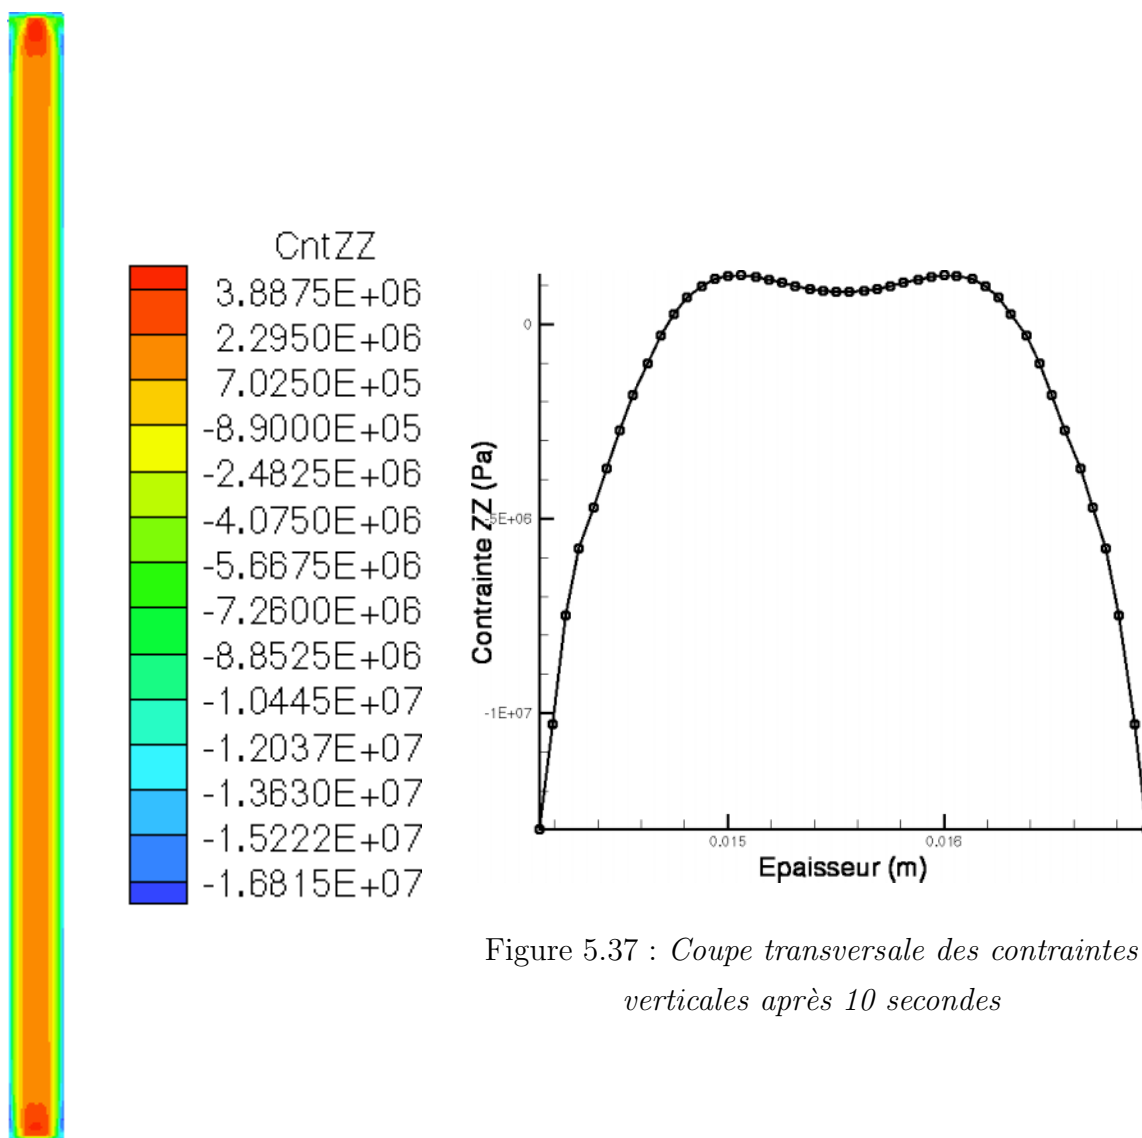 CntZZ
3.8875E+06
2.2950E+06
7.0250E+05
-8.9000E+05
-2.4825E+06
-4.0750E+06
-5.6675E+06
-7.2600E+06
-8.8525E+06
-1.0445E+07
-1.2037E+07
-1.3630E+07
-1.5222E+07
-1.6815E+07
Contrainte ZZ (Pa)
0
-5E+06
-1E+07
0.015 0.016
Epaisseur (m)
Figure 5.37 : Coupe transversale des contraintes
verticales après 10 secondes